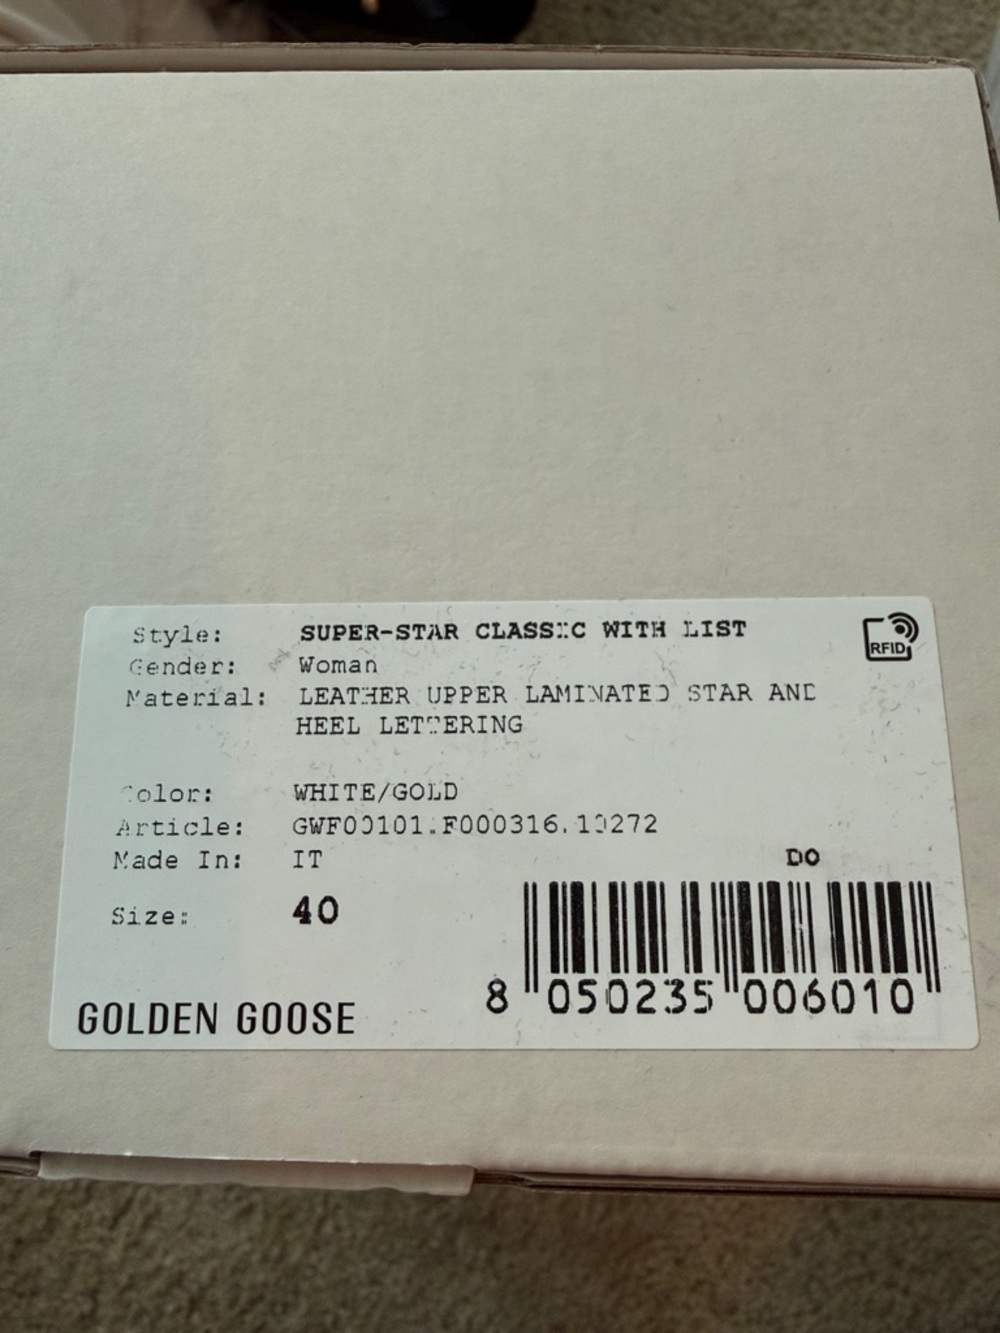 Style: SUPER-STAR CLASSIC WITH LIST
Gender: Woman
Material: LEATHER UPPER LAMINATED STAR AND
HEEL LETTERING
Color: WHITE/GOLD
Article: GWF00101.F000316.10272
Made In: IT
DO
Size: 40
8 050235 006010
GOLDEN GOOSE
RFID